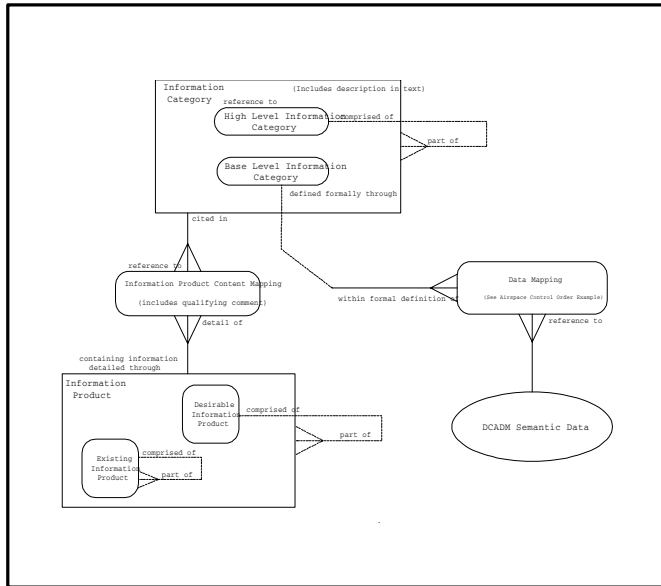 Information
Category
(Includes description in text)
reference to
High Level Information
Category
comprised of
part of
Base Level Information
Category
defined formally through
cited in
reference to
Information Product Content Mapping
(includes qualifying comment)
detail of
within formal definition of
Data Mapping
(See Airspace Control Order Example)
reference to
containing information
detailed through
Information
Product
Desirable
Information
Product
comprised of
part of
Existing
Information
Product
comprised of
part of
DCADM Semantic Data